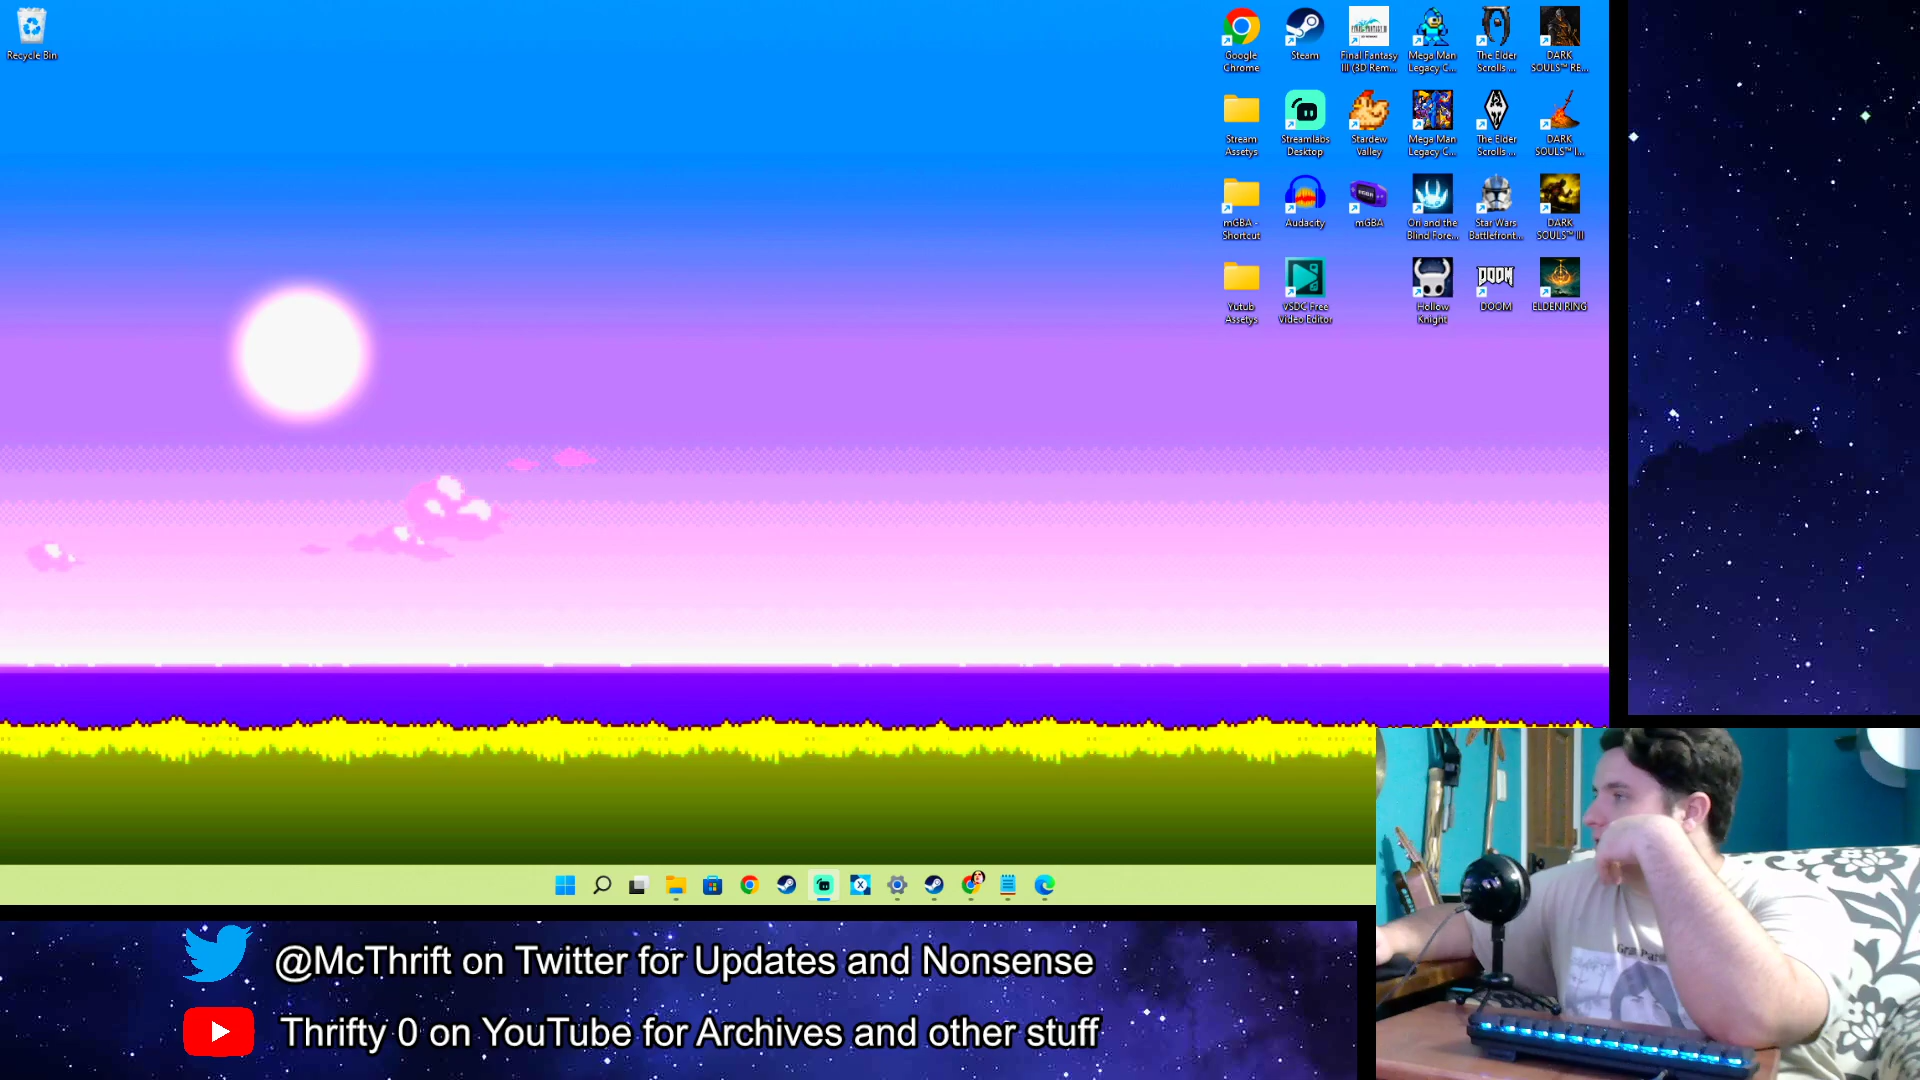 Recycle Bin
Google Chrome
Steam
Final Fantasy III (3D Rem...
Mega Man Legacy C...
The Elder Scrolls ...
DARK SOULS™ RE...
Stream Assetys
Streamlabs Desktop
Stardew Valley
Mega Man Legacy C...
The Elder Scrolls ...
DARK SOULS™ I...
mGBA - Shortcut
Audacity
mGBA
Ori and the Blind Fore...
Star Wars Battlefront...
DARK SOULS™ III
Yutub Assetys
VSDC Free Video Editor
Hollow Knight
DOOM
DOOM
ELDEN RING
@McThrift on Twitter for Updates and Nonsense
Thrifty 0 on YouTube for Archives and other stuff